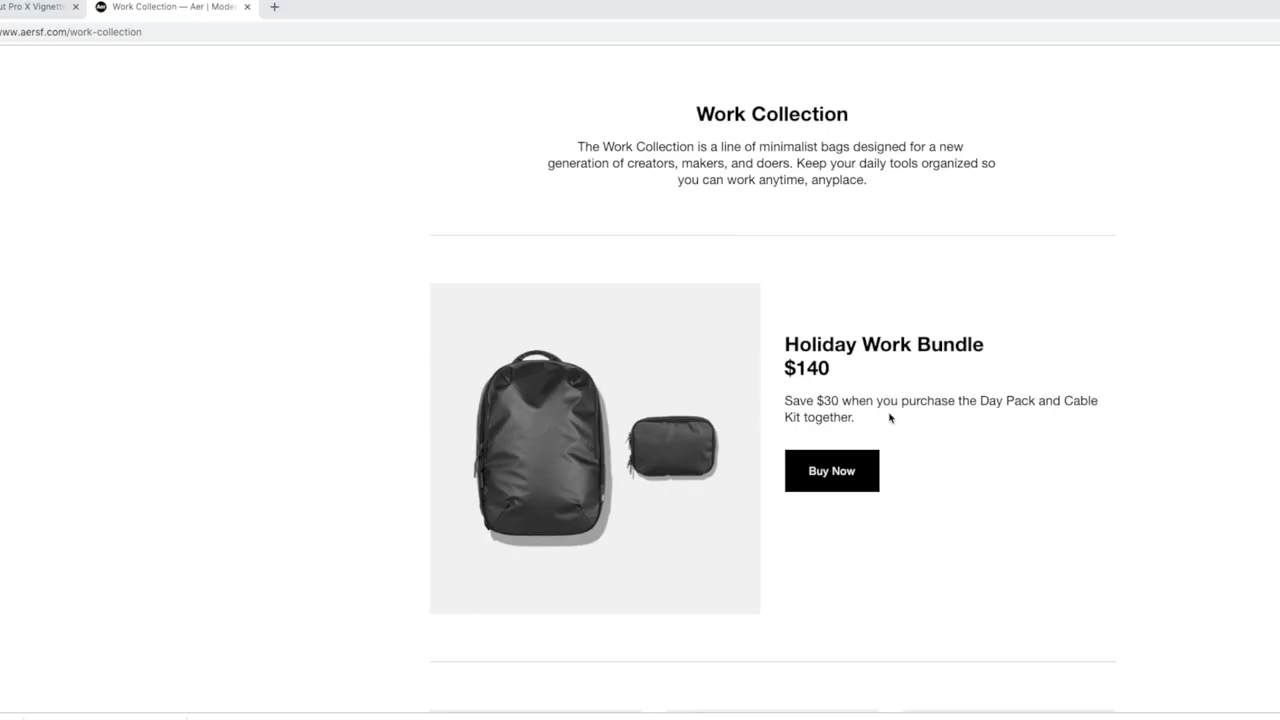 ut Pro X Vignett
Work Collection — Aer | Mode
www.aersf.com/work-collection
Work Collection
The Work Collection is a line of minimalist bags designed for a new
generation of creators, makers, and doers. Keep your daily tools organized so
you can work anytime, anyplace.
Holiday Work Bundle
$140
Save $30 when you purchase the Day Pack and Cable
Kit together.
Buy Now